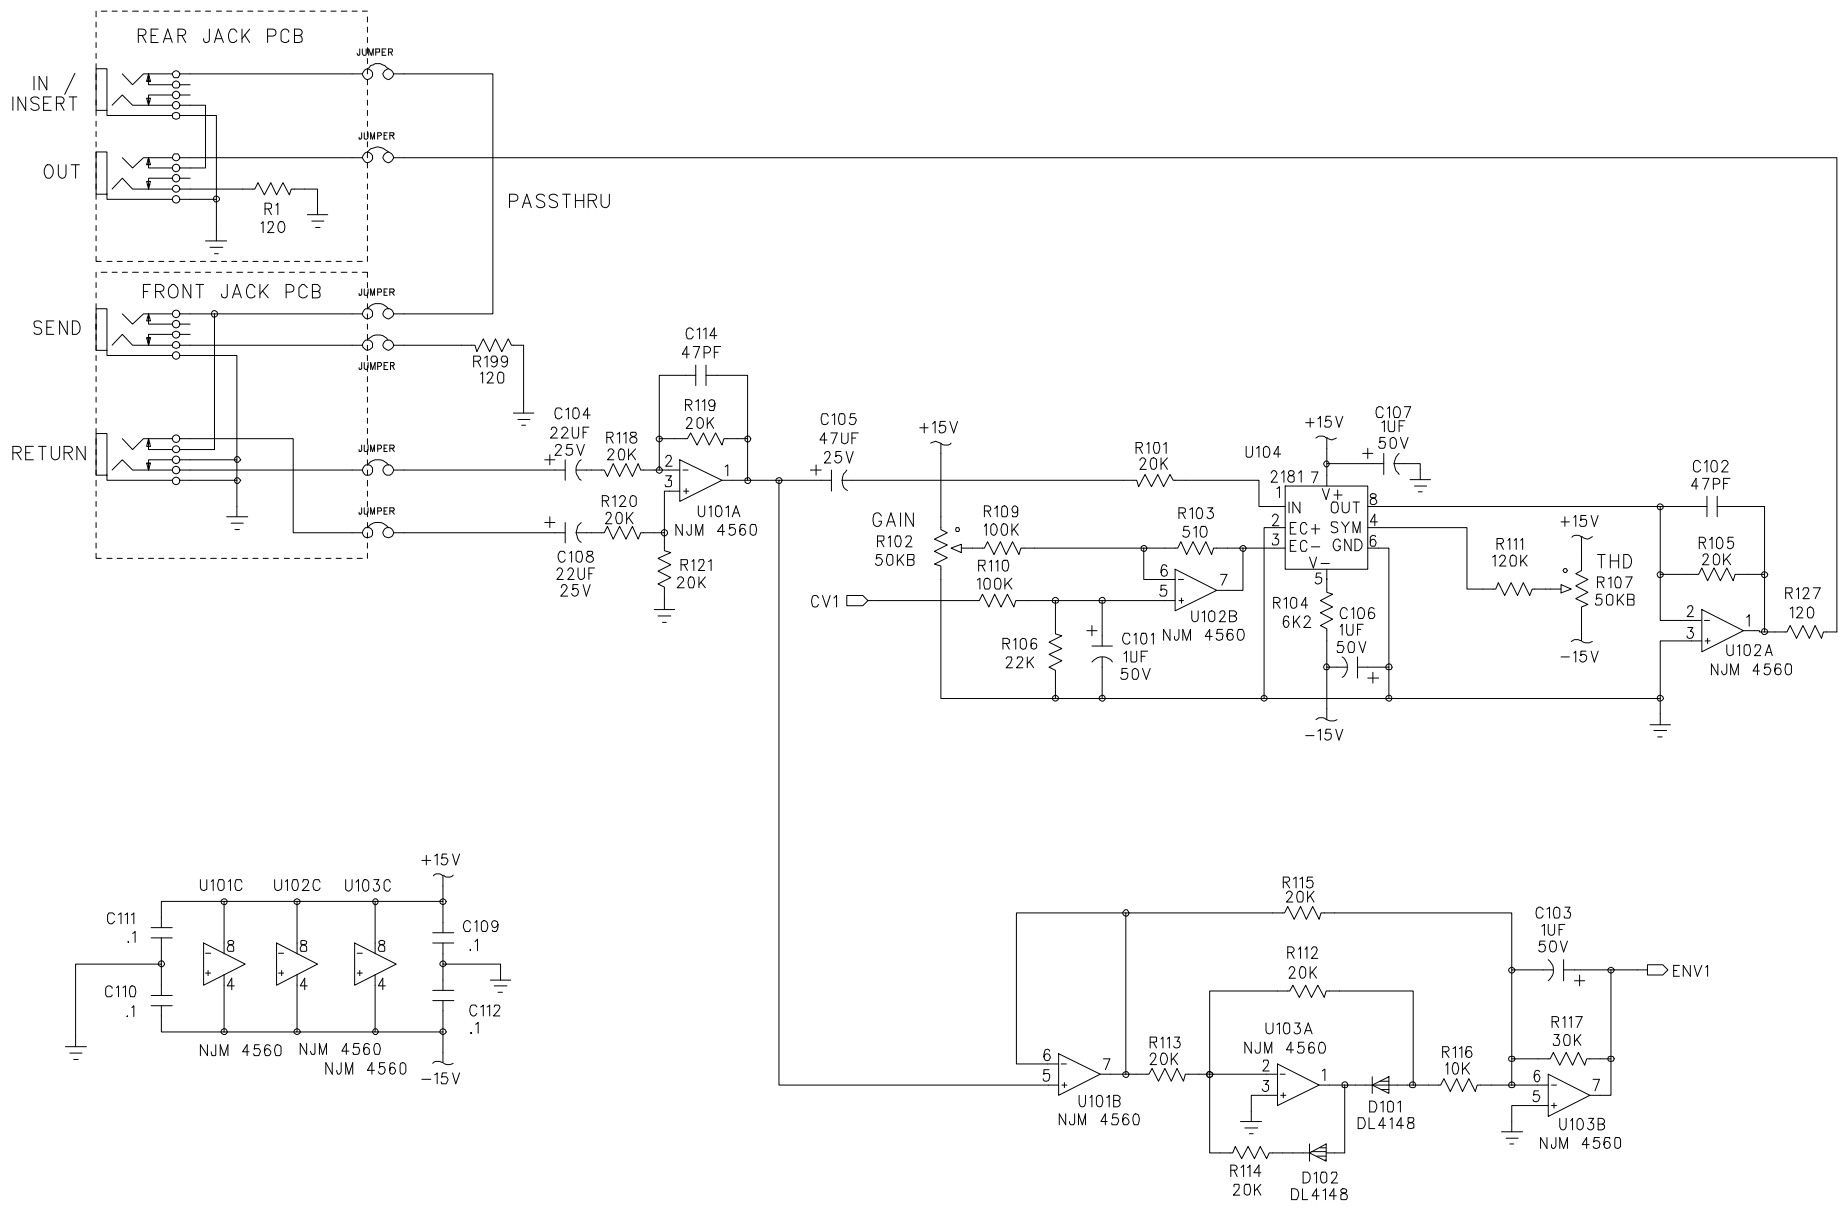 REAR JACK PCB
JUMPER
IN /
INSERT
JUMPER
OUT
R1
120
PASSTHRU
FRONT JACK PCB
JUMPER
SEND
JUMPER
R199
120
RETURN
JUMPER
JUMPER
C104
22UF
25V
+
R118
20K
C114
47PF
R119
20K
2
-
3
+
1
U101A
NJM 4560
R120
20K
+
C108
22UF
25V
R121
20K
C105
47UF
25V
+
+15V
GAIN
R102
50KB
R109
100K
R110
100K
CV1
R101
20K
R103
510
6
-
5
+
7
U102B
NJM 4560
R106
22K
+
C101
1UF
50V
U104
2181
7
V+
1
IN
OUT
8
2
EC+
SYM
4
3
EC-
GND
6
V-
5
+15V
C107
1UF
50V
+
R104
6K2
C106
1UF
50V
+
-15V
R111
120K
+15V
THD
R107
50KB
-15V
C102
47PF
R105
20K
2
-
3
+
1
U102A
NJM 4560
R127
120
+15V
U101C
U102C
U103C
C111
.1
C110
.1
-
+
8
4
-
+
8
4
-
+
8
4
C109
.1
C112
.1
NJM 4560
NJM 4560
NJM 4560
-15V
R115
20K
C103
1UF
50V
+
ENV1
R112
20K
R117
30K
6
-
5
+
7
U101B
NJM 4560
R113
20K
U103A
NJM 4560
2
-
3
+
1
D101
DL4148
R116
10K
6
-
5
+
7
U103B
NJM 4560
R114
20K
D102
DL4148